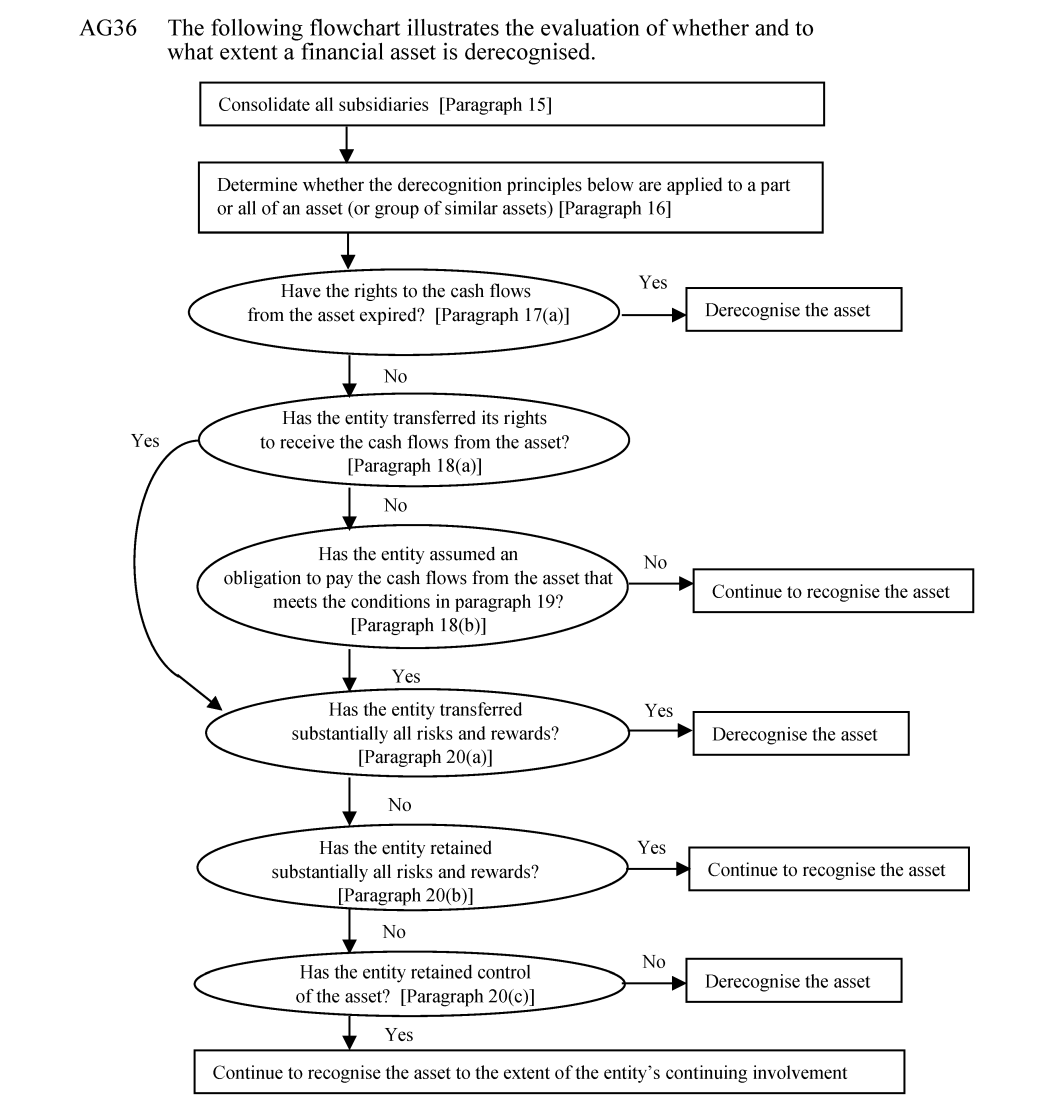 AG36 The following flowchart illustrates the evaluation of whether and to
what extent a financial asset is derecognised.
Consolidate all subsidiaries [Paragraph 15]
Determine whether the derecognition principles below are applied to a part
or all of an asset (or group of similar assets) [Paragraph 16]
Have the rights to the cash flows
from the asset expired? [Paragraph 17(a)]
Yes
Derecognise the asset
No
Has the entity transferred its rights
to receive the cash flows from the asset?
[Paragraph 18(a)]
Yes
No
Has the entity assumed an
obligation to pay the cash flows from the asset that
meets the conditions in paragraph 19?
[Paragraph 18(b)]
No
Continue to recognise the asset
Yes
Has the entity transferred
substantially all risks and rewards?
[Paragraph 20(a)]
Yes
Derecognise the asset
No
Has the entity retained
substantially all risks and rewards?
[Paragraph 20(b)]
Yes
Continue to recognise the asset
No
Has the entity retained control
of the asset? [Paragraph 20(c)]
No
Derecognise the asset
Yes
Continue to recognise the asset to the extent of the entity’s continuing involvement